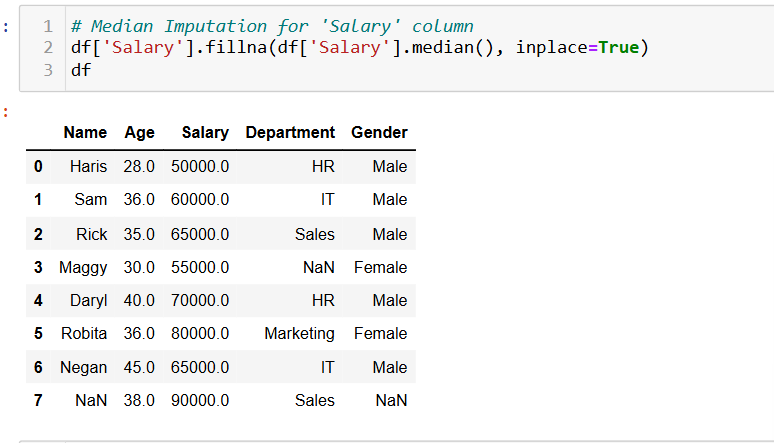 :
1 # Median Imputation for 'Salary' column
2 df['Salary'].fillna(df['Salary'].median(), inplace=True)
3 df
:
Name Age Salary Department Gender
0 Haris 28.0 50000.0 HR Male
1 Sam 36.0 60000.0 IT Male
2 Rick 35.0 65000.0 Sales Male
3 Maggy 30.0 55000.0 NaN Female
4 Daryl 40.0 70000.0 HR Male
5 Robita 36.0 80000.0 Marketing Female
6 Negan 45.0 65000.0 IT Male
7 NaN 38.0 90000.0 Sales NaN